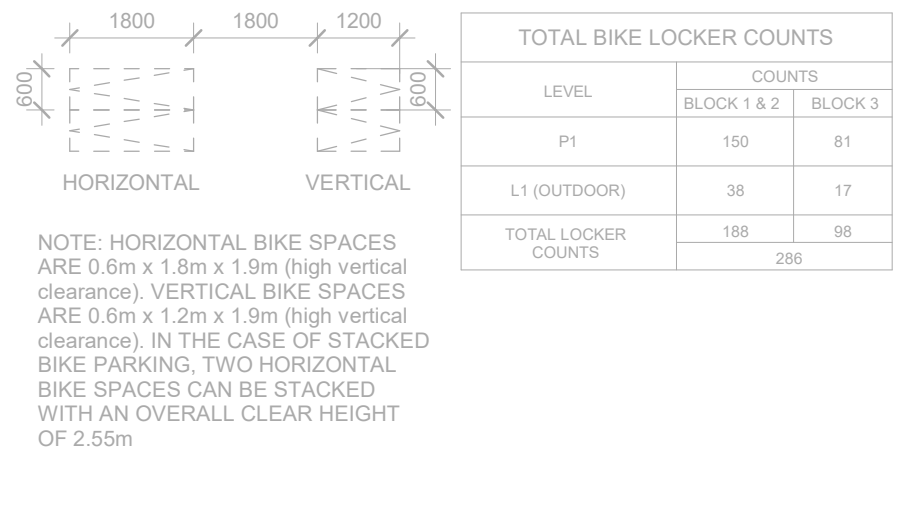 1800
1800
1200
600
600
HORIZONTAL
VERTICAL
NOTE: HORIZONTAL BIKE SPACES
ARE 0.6m x 1.8m x 1.9m (high vertical
clearance). VERTICAL BIKE SPACES
ARE 0.6m x 1.2m x 1.9m (high vertical
clearance). IN THE CASE OF STACKED
BIKE PARKING, TWO HORIZONTAL
BIKE SPACES CAN BE STACKED
WITH AN OVERALL CLEAR HEIGHT
OF 2.55m
TOTAL BIKE LOCKER COUNTS
LEVEL
COUNTS
BLOCK 1 & 2
BLOCK 3
P1
150
81
L1 (OUTDOOR)
38
17
TOTAL LOCKER
COUNTS
188
98
286